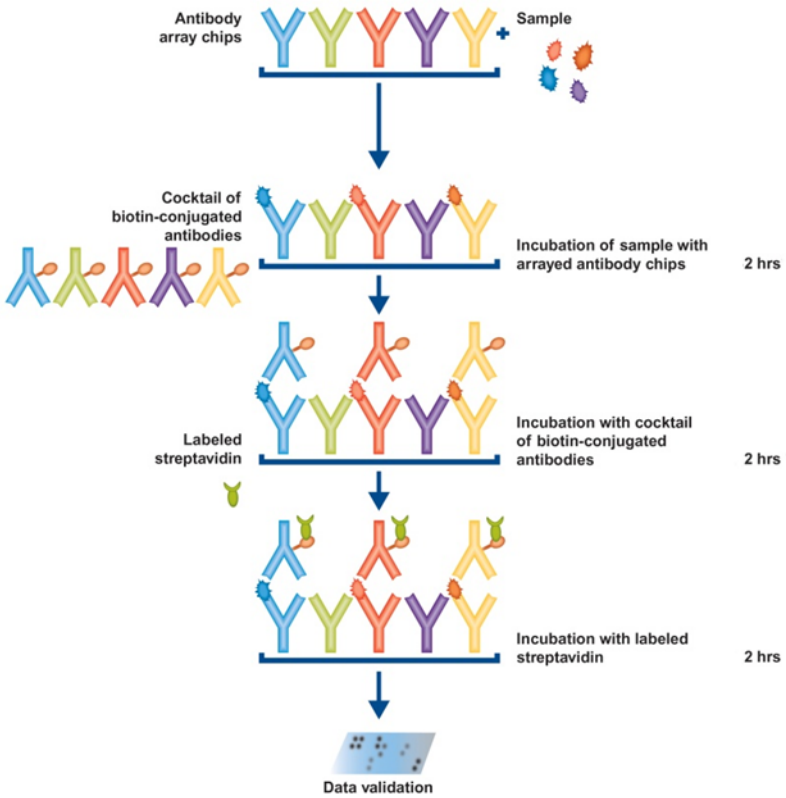 Antibody
array chips
+
Sample
Cocktail of
biotin-conjugated
antibodies
Incubation of sample with
arrayed antibody chips
2 hrs
Labeled
streptavidin
Incubation with cocktail
of biotin-conjugated
antibodies
2 hrs
Incubation with labeled
streptavidin
2 hrs
Data validation